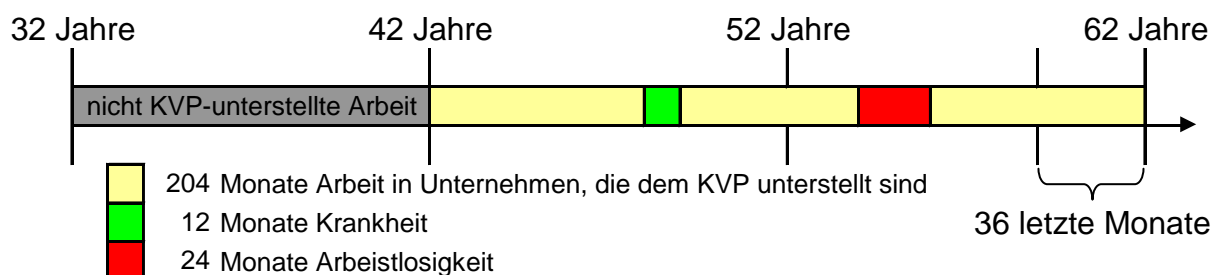 32 Jahre 42 Jahre 52 Jahre 62 Jahre
nicht KVP-unterstellte Arbeit
204 Monate Arbeit in Unternehmen, die dem KVP unterstellt sind
12 Monate Krankheit
36 letzte Monate
24 Monate Arbeistlosigkeit